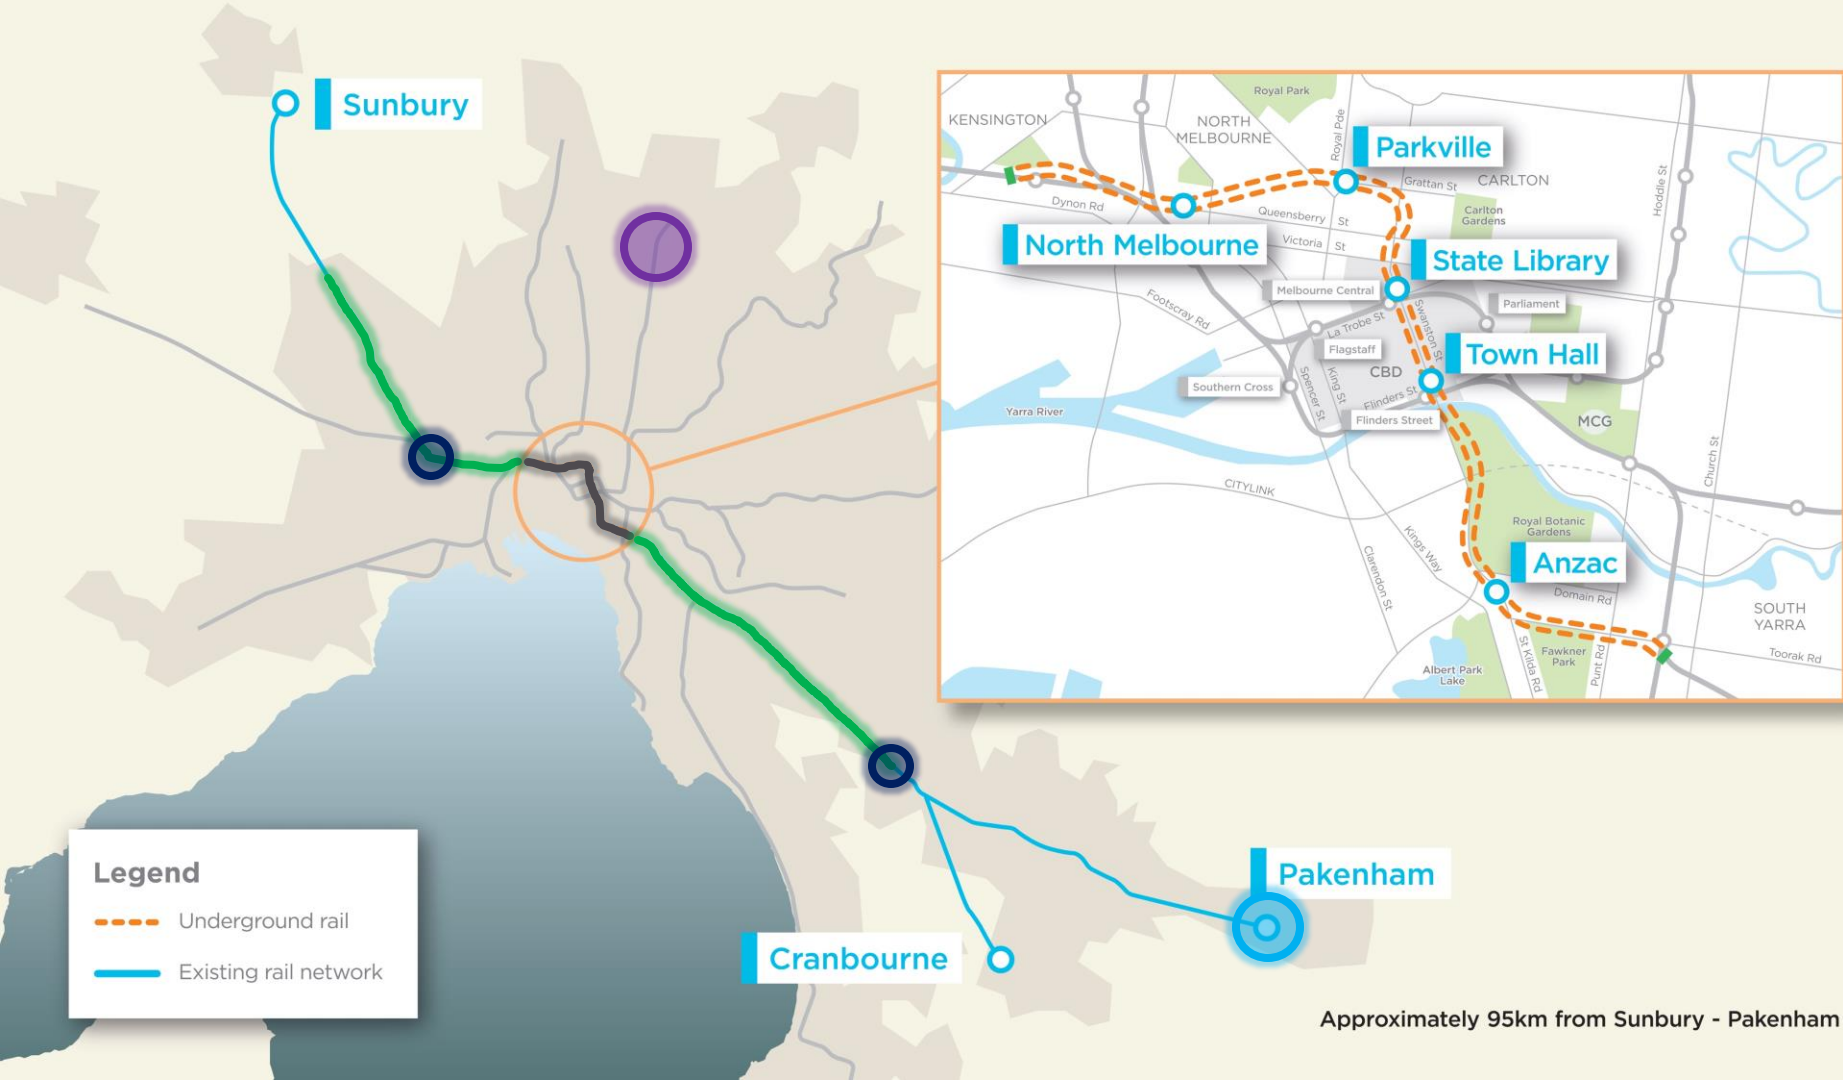 Sunbury
KENSINGTON
Royal Park
NORTH
MELBOURNE
Royal Pde
Parkville
Grattan St
CARLTON
Hoddle St
Dynon Rd
Queensberry St
Carlton
Gardens
North Melbourne
Victoria St
State Library
Melbourne Central
Parliament
Footscray Rd
La Trobe St
Swanston St
Flagstaff
Town Hall
Southern Cross
Spencer St
King St
CBD
Flinders St
Yarra River
Flinders Street
MCG
Church St
CITYLINK
Royal Botanic
Gardens
Kings Way
Clarendon St
Anzac
Domain Rd
SOUTH
YARRA
St Kilda Rd
Fawkner
Park
Punt Rd
Toorak Rd
Albert Park
Lake
Legend
Underground rail
Existing rail network
Pakenham
Cranbourne
Approximately 95km from Sunbury - Pakenham